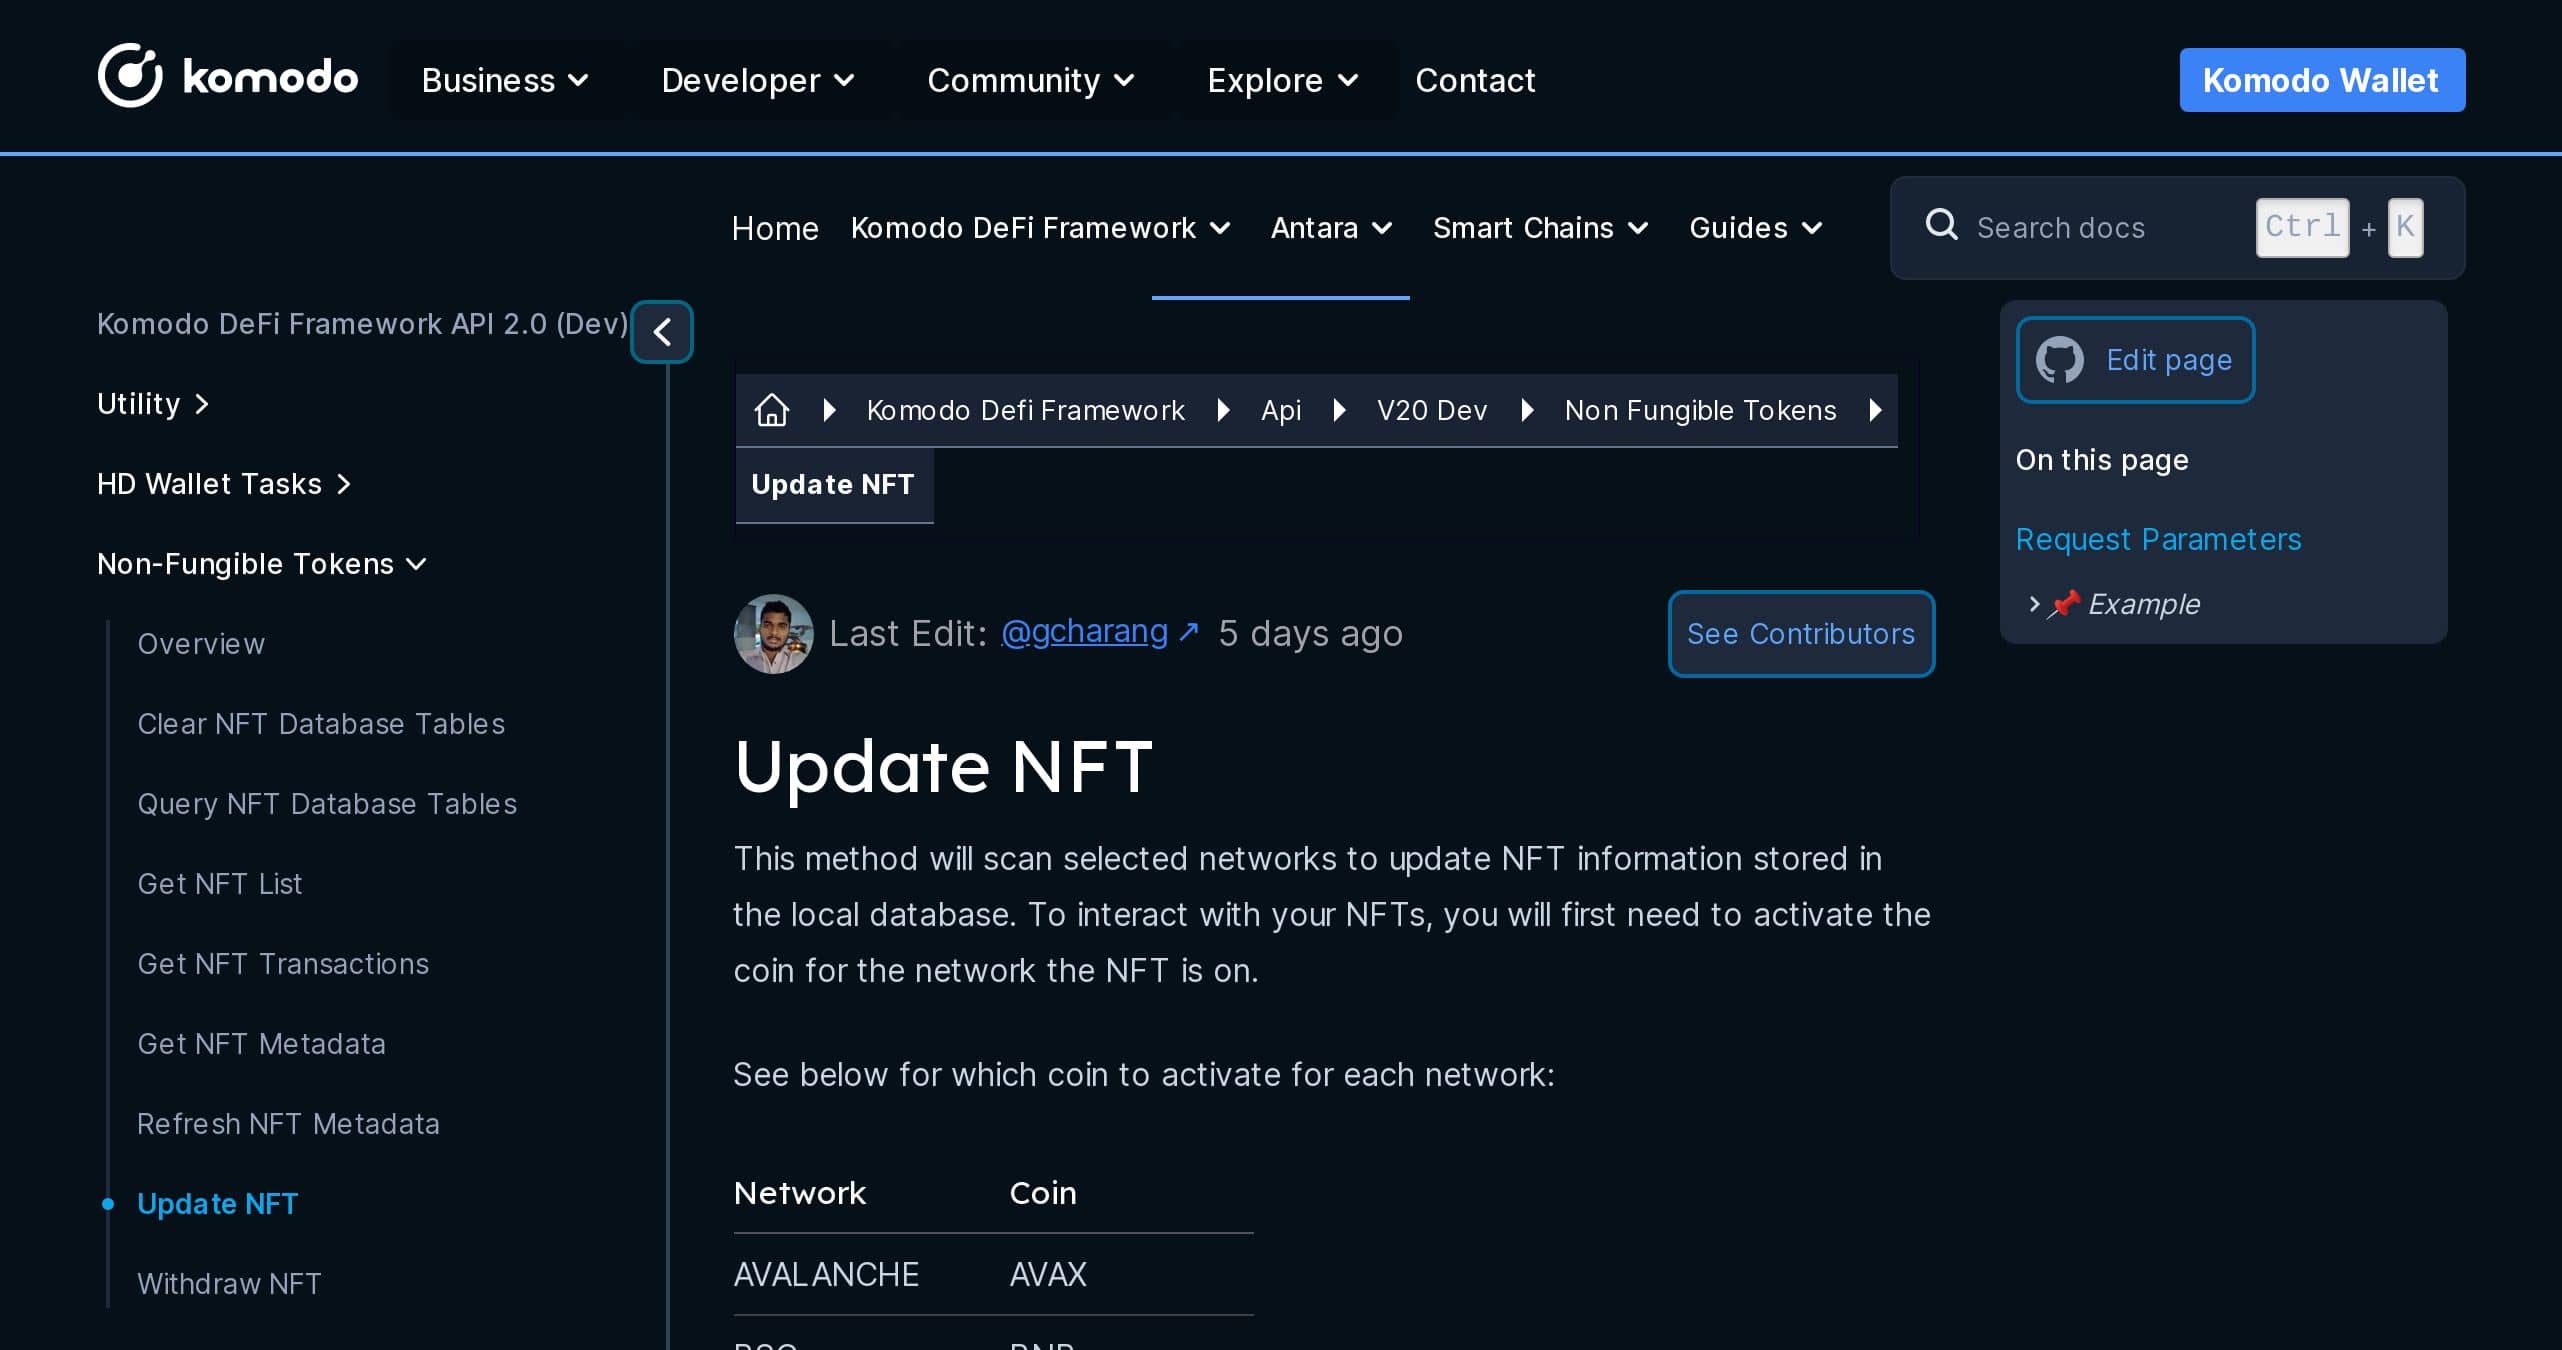 komodo
Business
Developer
Community
Explore
Contact
Komodo Wallet
Home
Komodo DeFi Framework
Antara
Smart Chains
Guides
Search docs
Ctrl + K
Komodo DeFi Framework API 2.0 (Dev)
Utility
HD Wallet Tasks
Non-Fungible Tokens
Overview
Clear NFT Database Tables
Query NFT Database Tables
Get NFT List
Get NFT Transactions
Get NFT Metadata
Refresh NFT Metadata
Update NFT
Withdraw NFT
Komodo Defi Framework
Api
V20 Dev
Non Fungible Tokens
Update NFT
Last Edit: @gcharang ↗ 5 days ago
See Contributors
Update NFT
This method will scan selected networks to update NFT information stored in
the local database. To interact with your NFTs, you will first need to activate the
coin for the network the NFT is on.
See below for which coin to activate for each network:
Network Coin
AVALANCHE AVAX
Edit page
On this page
Request Parameters
Example